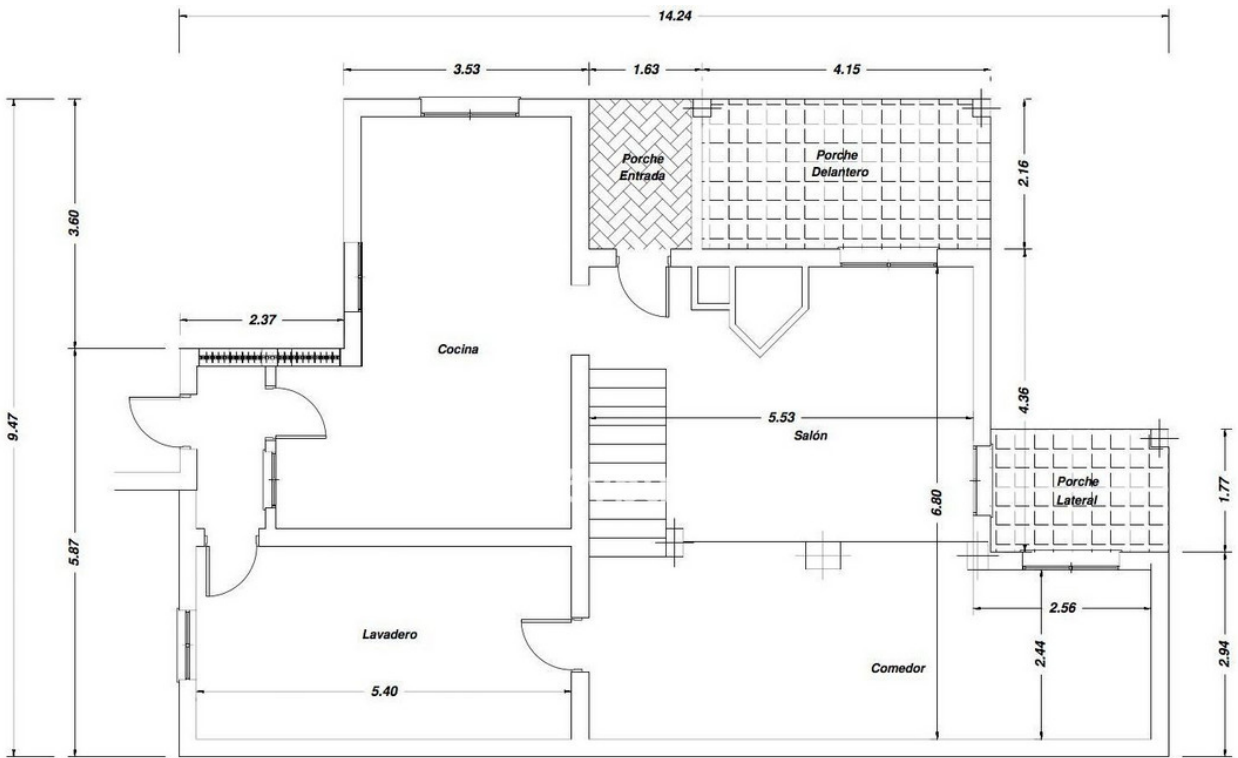 14.24
3.53
1.63
4.15
Porche
Entrada
Porche
Delantero
2.16
3.60
2.37
Cocina
9.47
5.53
Salón
4.36
6.80
Porche
Lateral
1.77
5.87
2.56
Lavadero
2.44
2.94
Comedor
5.40